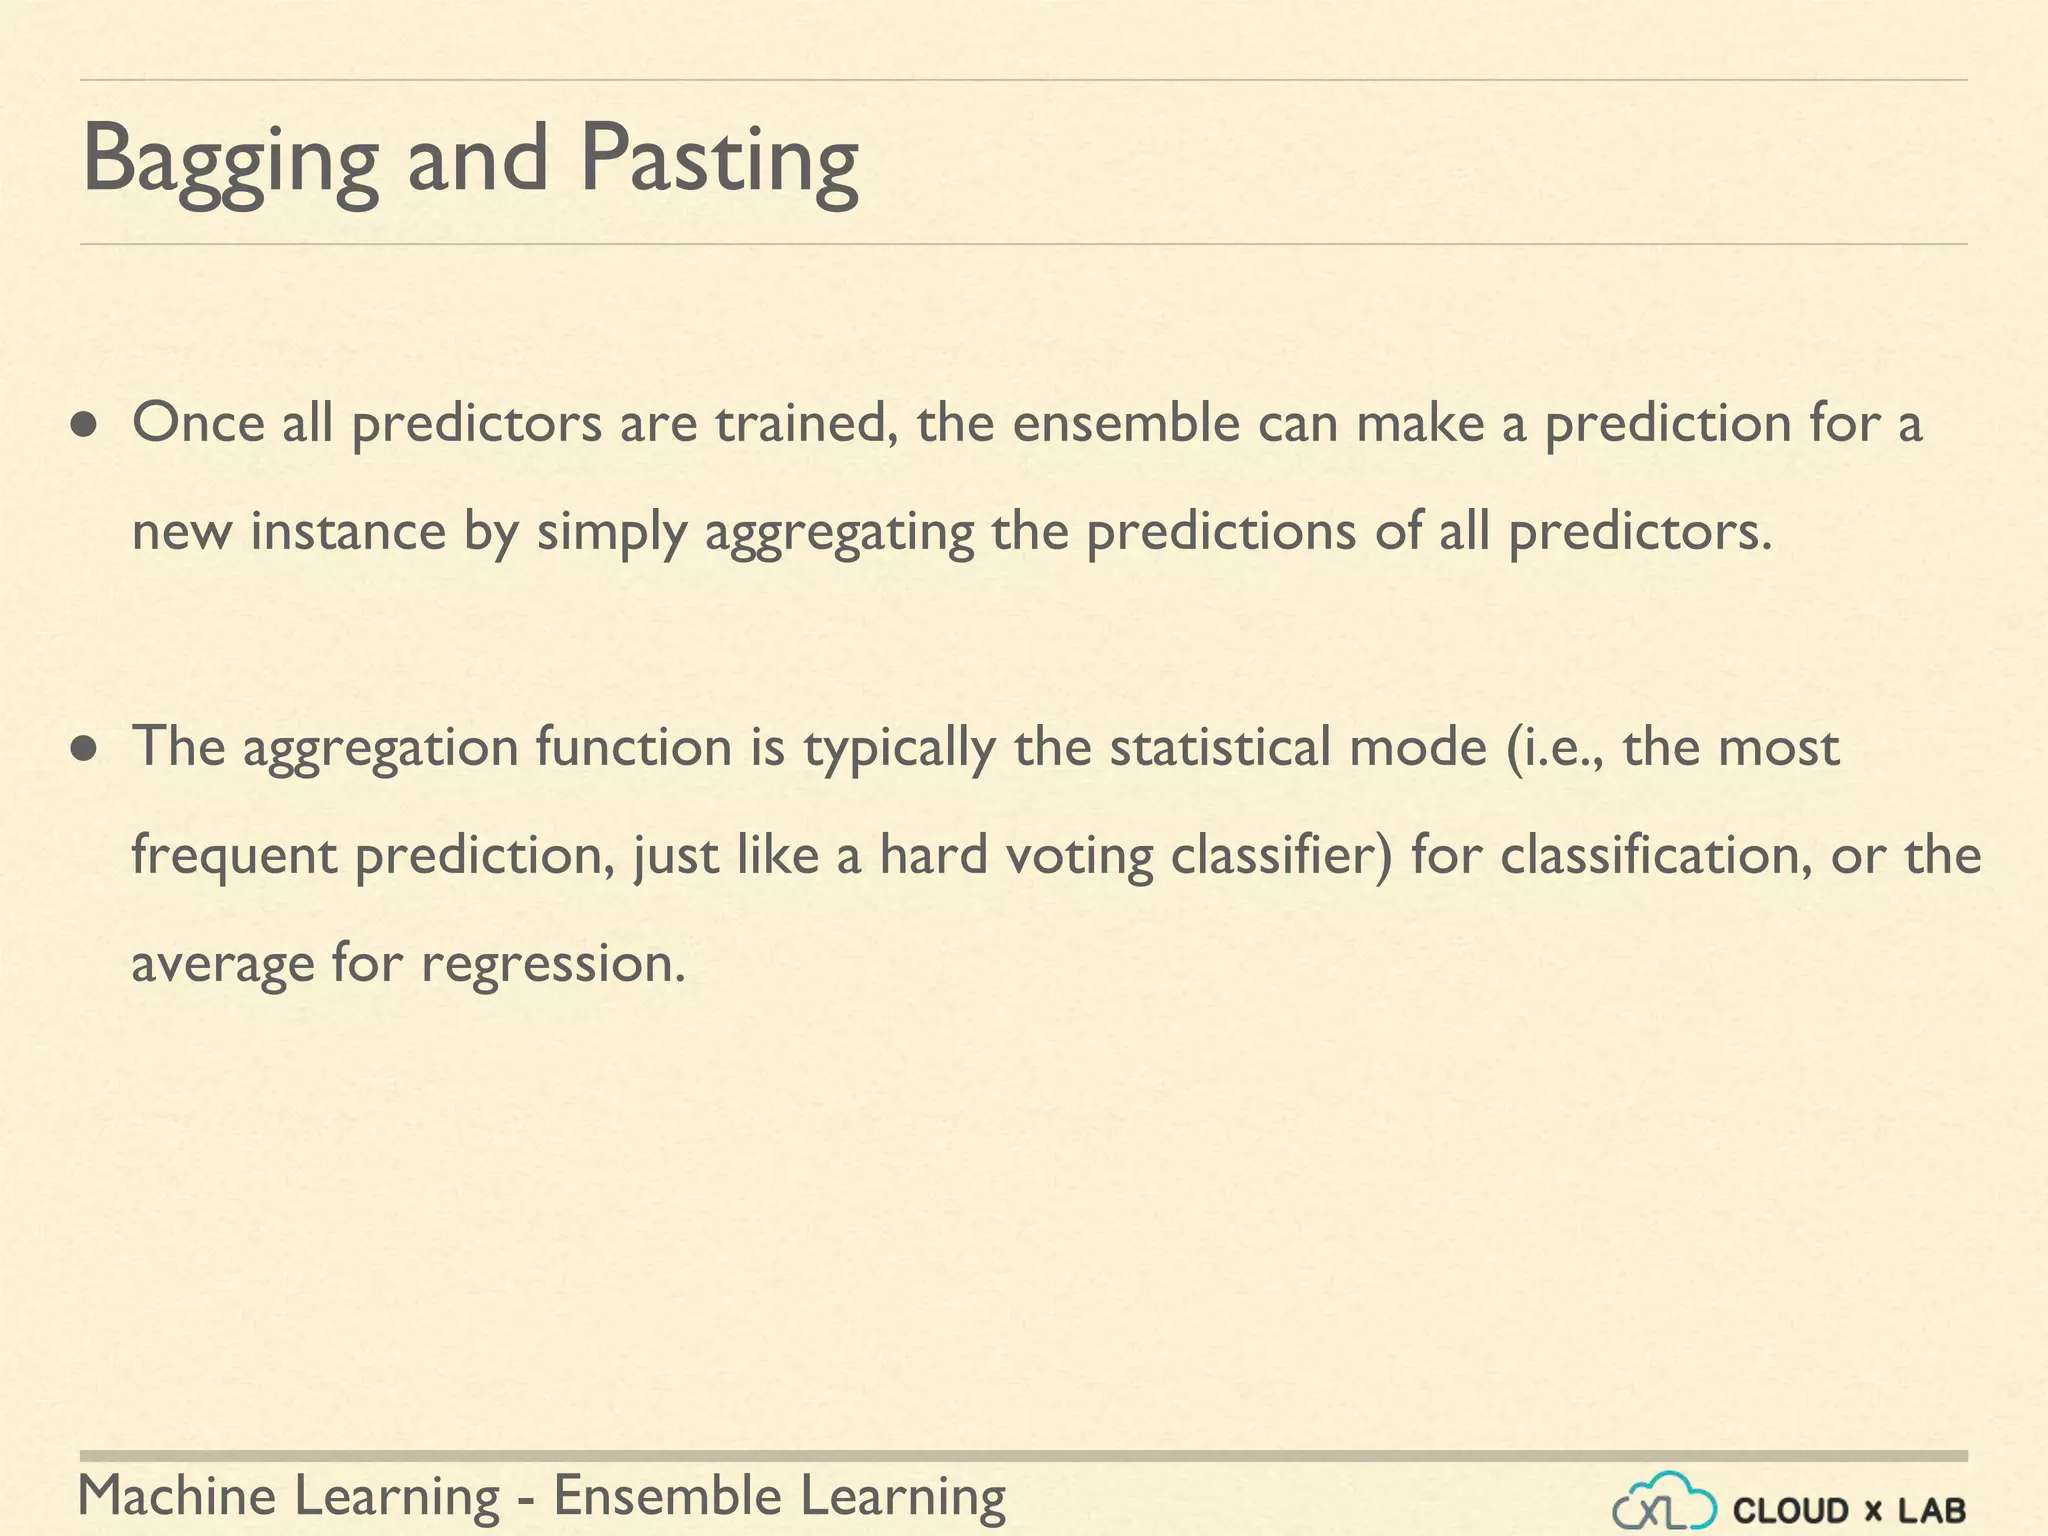 Bagging and Pasting
● Once all predictors are trained, the ensemble can make a prediction for a
new instance by simply aggregating the predictions of all predictors.
● The aggregation function is typically the statistical mode (i.e., the most
frequent prediction, just like a hard voting classifier) for classification, or the
average for regression.
Machine Learning - Ensemble Learning
CXL CLOUD x LAB